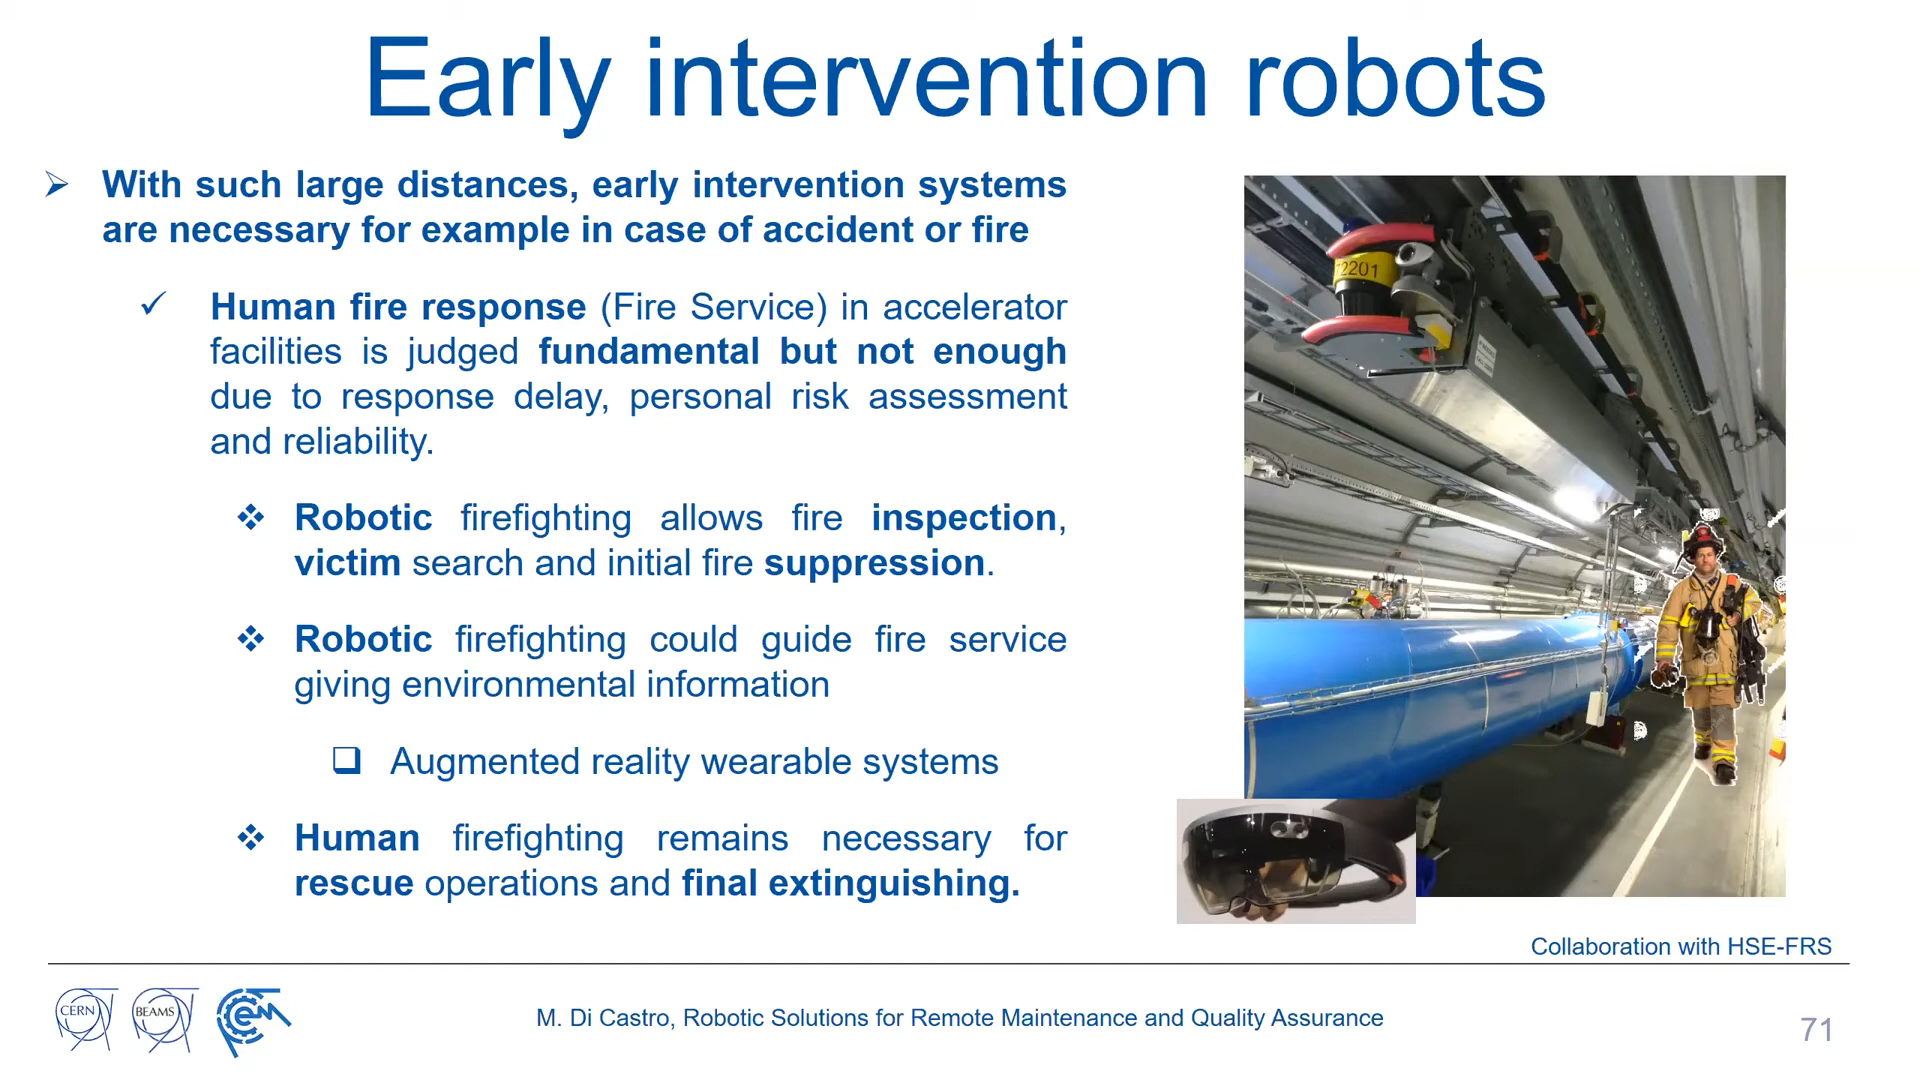 Early intervention robots
With such large distances, early intervention systems
are necessary for example in case of accident or fire
Human fire response (Fire Service) in accelerator
facilities is judged fundamental but not enough
due to response delay, personal risk assessment
and reliability.
Robotic firefighting allows fire inspection,
victim search and initial fire suppression.
Robotic firefighting could guide fire service
giving environmental information
Augmented reality wearable systems
Human firefighting remains necessary for
rescue operations and final extinguishing.
2201
Collaboration with HSE-FRS
CERN
BEAMS
M. Di Castro, Robotic Solutions for Remote Maintenance and Quality Assurance
71